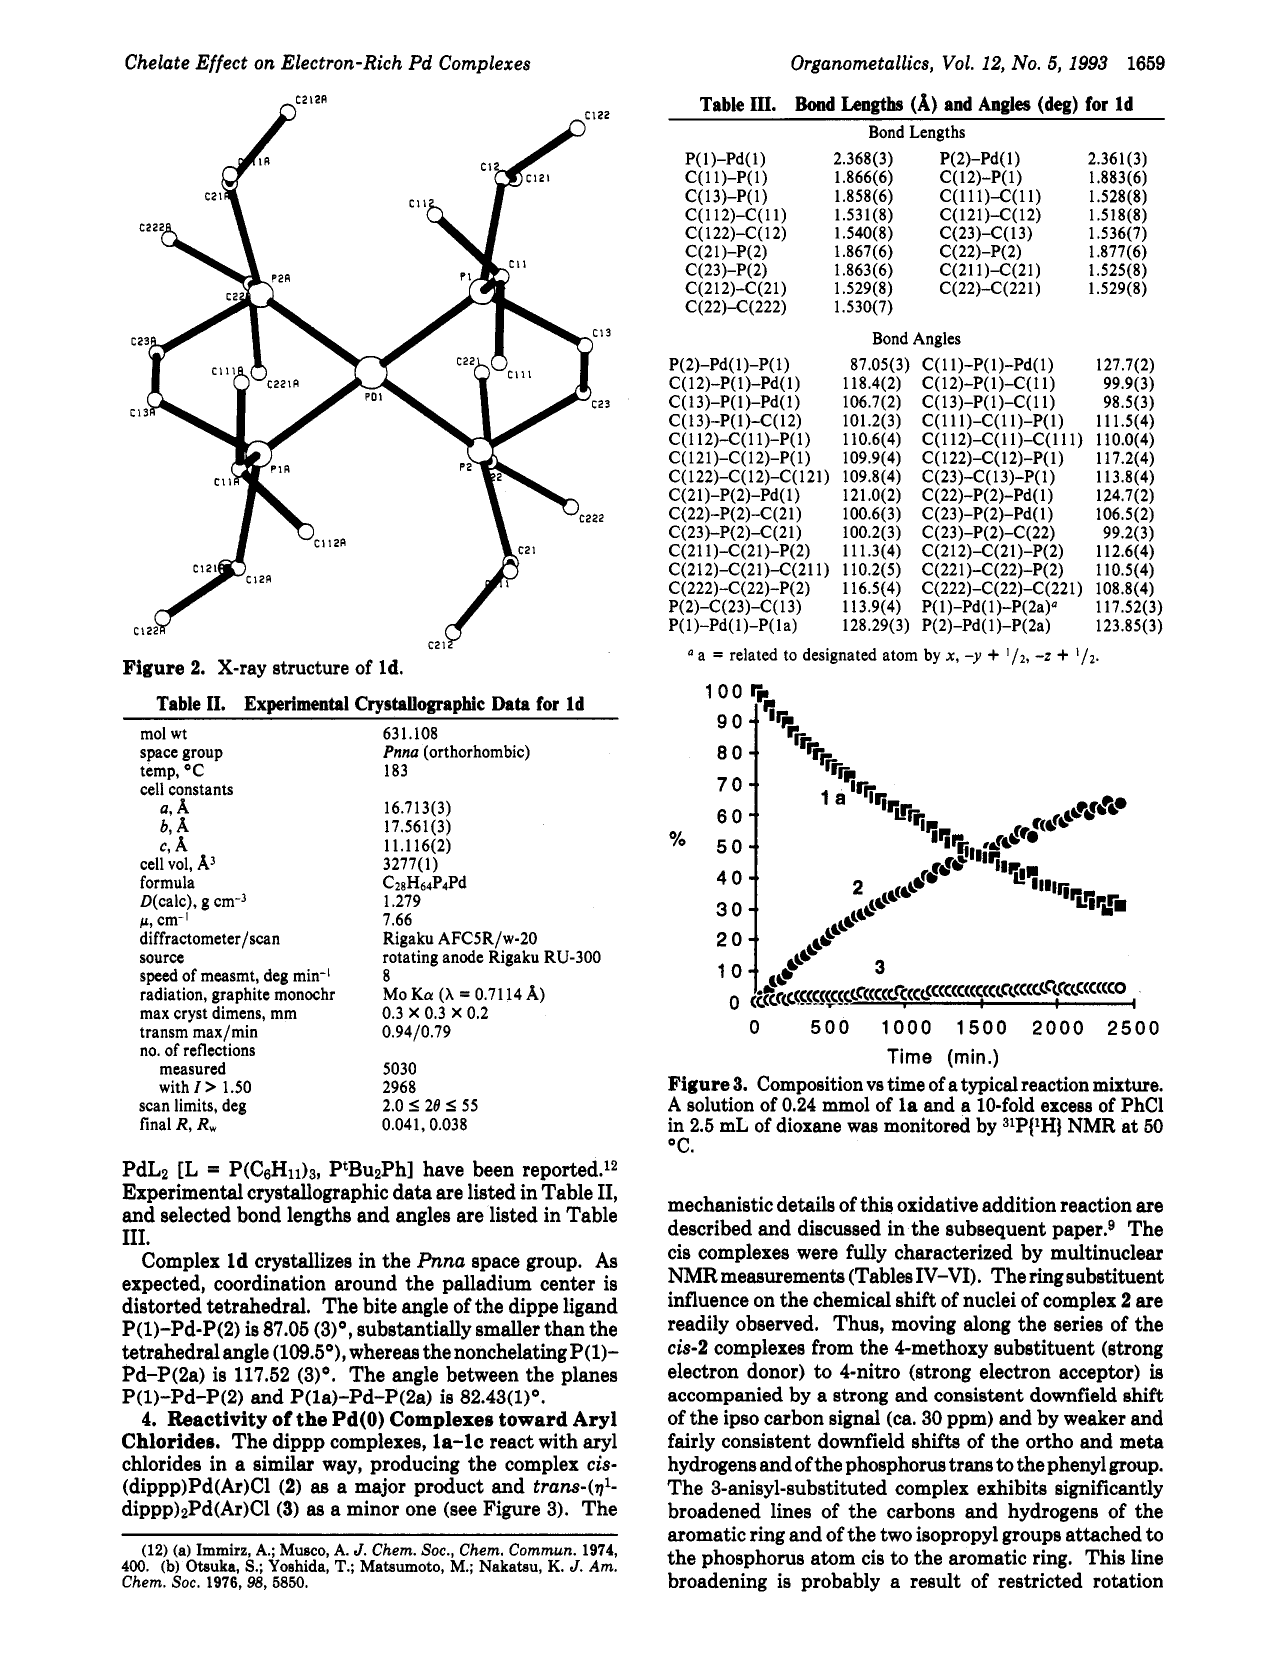 Chelate Effect on Electron-Rich Pd Complexes
Organometallics, Vol. 12, No. 5, 1993 1659
C212A
C122
C12
C121
C21A
C112
C222A
C11
P2A
P1
C22A
C13
C23A
C111A
C221
C221A
C111
PD1
C23
C13A
P1A
P2
C11A
C222
C112A
C21
C121A
C12A
C122A
C212
Figure 2. X-ray structure of 1d.
Table II. Experimental Crystallographic Data for 1d
mol wt 631.108
space group Pnna (orthorhombic)
temp, °C 183
cell constants
a, Å 16.713(3)
b, Å 17.561(3)
c, Å 11.116(2)
cell vol, Å³ 3277(1)
formula C₂₈H₆₄P₄Pd
D(calc), g cm⁻³ 1.279
μ, cm⁻¹ 7.66
diffractometer/scan Rigaku AFC5R/w-20
source rotating anode Rigaku RU-300
speed of measmt, deg min⁻¹ 8
radiation, graphite monochr Mo Kα (λ = 0.7114 Å)
max cryst dimens, mm 0.3 × 0.3 × 0.2
transm max/min 0.94/0.79
no. of reflections
measured 5030
with I > 1.50 2968
scan limits, deg 2.0 ≤ 2θ ≤ 55
final R, Rw 0.041, 0.038
PdL₂ [L = P(C₆H₁₁)₃, PᵗBu₂Ph] have been reported.¹²
Experimental crystallographic data are listed in Table II,
and selected bond lengths and angles are listed in Table
III.
Complex 1d crystallizes in the Pnna space group. As
expected, coordination around the palladium center is
distorted tetrahedral. The bite angle of the dippe ligand
P(1)–Pd-P(2) is 87.05 (3)°, substantially smaller than the
tetrahedral angle (109.5°), whereas the nonchelating P(1)–
Pd–P(2a) is 117.52 (3)°. The angle between the planes
P(1)–Pd–P(2) and P(1a)–Pd–P(2a) is 82.43(1)°.
4. Reactivity of the Pd(0) Complexes toward Aryl
Chlorides. The dippp complexes, 1a–1c react with aryl
chlorides in a similar way, producing the complex cis-
(dippp)Pd(Ar)Cl (2) as a major product and trans-(η¹-
dippp)₂Pd(Ar)Cl (3) as a minor one (see Figure 3). The
(12) (a) Immirz, A.; Musco, A. J. Chem. Soc., Chem. Commun. 1974,
400. (b) Otsuka, S.; Yoshida, T.; Matsumoto, M.; Nakatsu, K. J. Am.
Chem. Soc. 1976, 98, 5850.
Table III. Bond Lengths (Å) and Angles (deg) for 1d
Bond Lengths
P(1)–Pd(1) 2.368(3) P(2)–Pd(1) 2.361(3)
C(11)–P(1) 1.866(6) C(12)–P(1) 1.883(6)
C(13)–P(1) 1.858(6) C(111)–C(11) 1.528(8)
C(112)–C(11) 1.531(8) C(121)–C(12) 1.518(8)
C(122)–C(12) 1.540(8) C(23)–C(13) 1.536(7)
C(21)–P(2) 1.867(6) C(22)–P(2) 1.877(6)
C(23)–P(2) 1.863(6) C(211)–C(21) 1.525(8)
C(212)–C(21) 1.529(8) C(22)–C(221) 1.529(8)
C(22)–C(222) 1.530(7)
Bond Angles
P(2)–Pd(1)–P(1) 87.05(3) C(11)–P(1)–Pd(1) 127.7(2)
C(12)–P(1)–Pd(1) 118.4(2) C(12)–P(1)–C(11) 99.9(3)
C(13)–P(1)–Pd(1) 106.7(2) C(13)–P(1)–C(11) 98.5(3)
C(13)–P(1)–C(12) 101.2(3) C(111)–C(11)–P(1) 111.5(4)
C(112)–C(11)–P(1) 110.6(4) C(112)–C(11)–C(111) 110.0(4)
C(121)–C(12)–P(1) 109.9(4) C(122)–C(12)–P(1) 117.2(4)
C(122)–C(12)–C(121) 109.8(4) C(23)–C(13)–P(1) 113.8(4)
C(21)–P(2)–Pd(1) 121.0(2) C(22)–P(2)–Pd(1) 124.7(2)
C(22)–P(2)–C(21) 100.6(3) C(23)–P(2)–Pd(1) 106.5(2)
C(23)–P(2)–C(21) 100.2(3) C(23)–P(2)–C(22) 99.2(3)
C(211)–C(21)–P(2) 111.3(4) C(212)–C(21)–P(2) 112.6(4)
C(212)–C(21)–C(211) 110.2(5) C(221)–C(22)–P(2) 110.5(4)
C(222)–C(22)–P(2) 116.5(4) C(222)–C(22)–C(221) 108.8(4)
P(2)–C(23)–C(13) 113.9(4) P(1)–Pd(1)–P(2a)ᵃ 117.52(3)
P(1)–Pd(1)–P(1a) 128.29(3) P(2)–Pd(1)–P(2a) 123.85(3)
ᵃ a = related to designated atom by x, –y + ¹/₂, –z + ¹/₂.
100
90
80
70
60
50
40
30
20
10
0
%
1a
2
3
0 500 1000 1500 2000 2500
Time (min.)
Figure 3. Composition vs time of a typical reaction mixture.
A solution of 0.24 mmol of 1a and a 10-fold excess of PhCl
in 2.5 mL of dioxane was monitored by ³¹P{¹H} NMR at 50
°C.
mechanistic details of this oxidative addition reaction are
described and discussed in the subsequent paper.⁹ The
cis complexes were fully characterized by multinuclear
NMR measurements (Tables IV–VI). The ring substituent
influence on the chemical shift of nuclei of complex 2 are
readily observed. Thus, moving along the series of the
cis-2 complexes from the 4-methoxy substituent (strong
electron donor) to 4-nitro (strong electron acceptor) is
accompanied by a strong and consistent downfield shift
of the ipso carbon signal (ca. 30 ppm) and by weaker and
fairly consistent downfield shifts of the ortho and meta
hydrogens and of the phosphorus trans to the phenyl group.
The 3-anisyl-substituted complex exhibits significantly
broadened lines of the carbons and hydrogens of the
aromatic ring and of the two isopropyl groups attached to
the phosphorus atom cis to the aromatic ring. This line
broadening is probably a result of restricted rotation